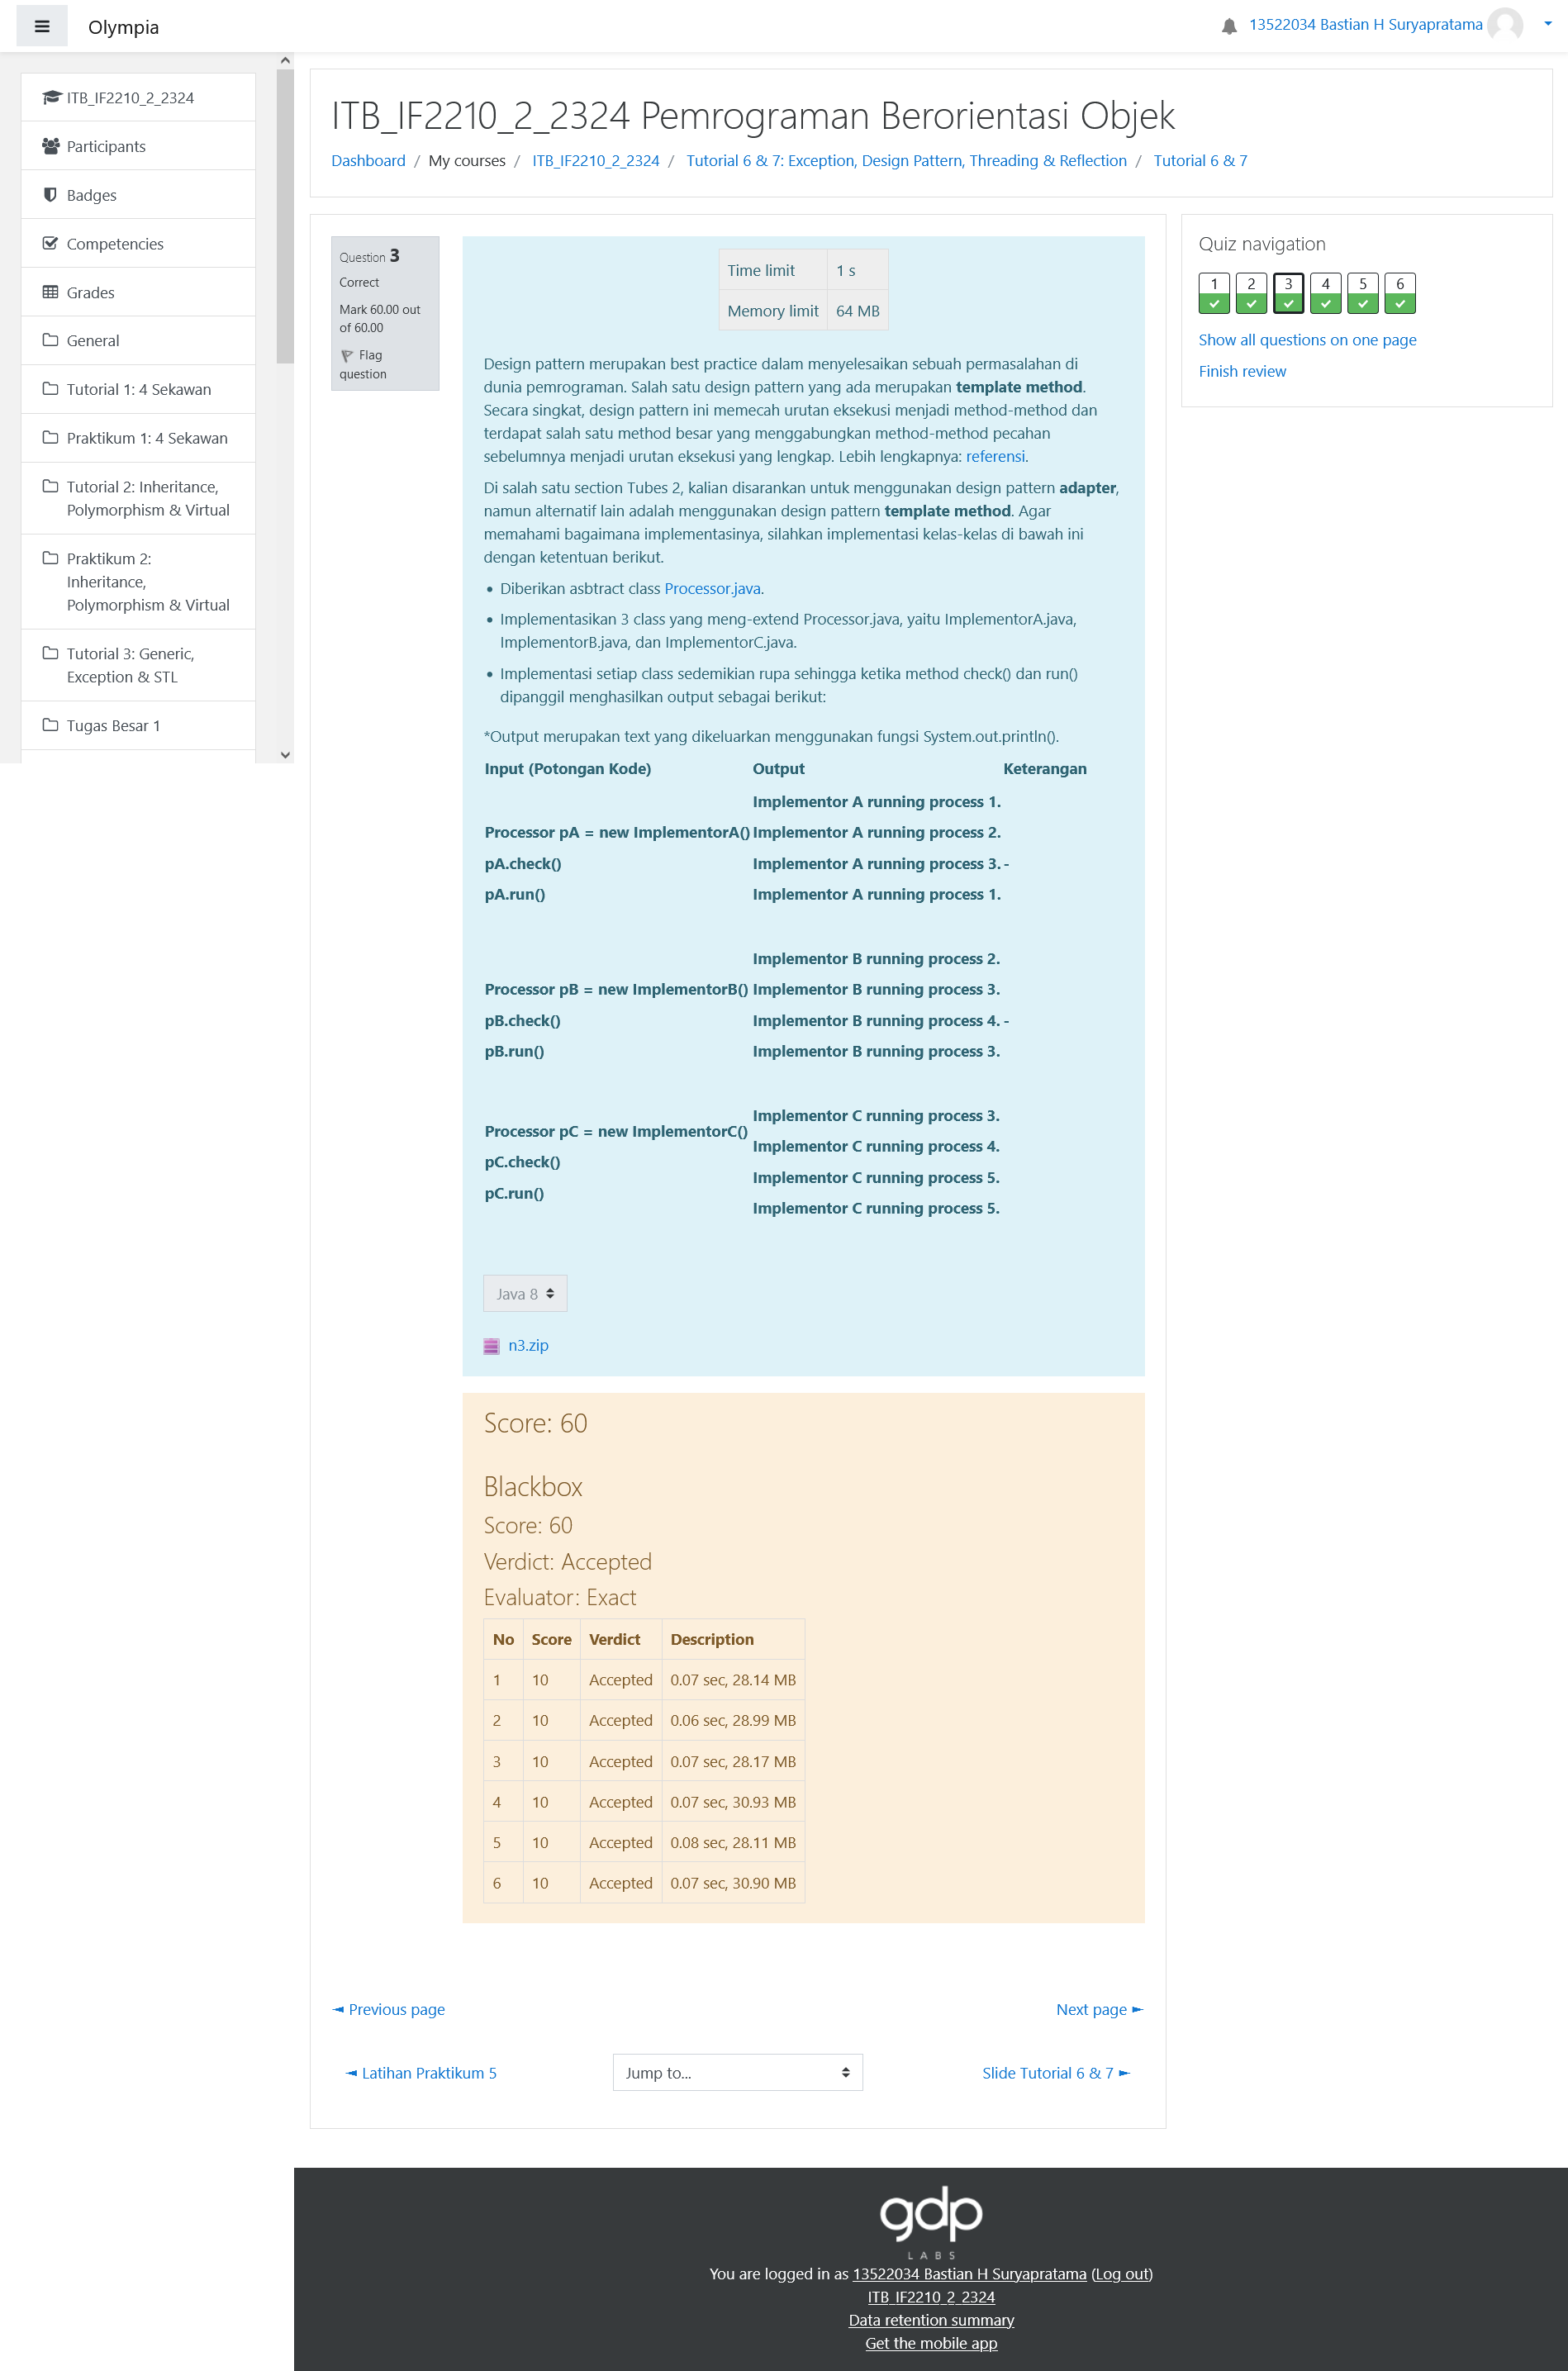 Olympia
13522034 Bastian H Suryapratama
ITB_IF2210_2_2324
Participants
Badges
Competencies
Grades
General
Tutorial 1: 4 Sekawan
Praktikum 1: 4 Sekawan
Tutorial 2: Inheritance,
Polymorphism & Virtual
Praktikum 2:
Inheritance,
Polymorphism & Virtual
Tutorial 3: Generic,
Exception & STL
Tugas Besar 1
ITB_IF2210_2_2324 Pemrograman Berorientasi Objek
Dashboard / My courses / ITB_IF2210_2_2324 / Tutorial 6 & 7: Exception, Design Pattern, Threading & Reflection / Tutorial 6 & 7
Question 3
Correct
Mark 60.00 out
of 60.00
Flag
question
Time limit 1 s
Memory limit 64 MB
Design pattern merupakan best practice dalam menyelesaikan sebuah permasalahan di
dunia pemrograman. Salah satu design pattern yang ada merupakan template method.
Secara singkat, design pattern ini memecah urutan eksekusi menjadi method-method dan
terdapat salah satu method besar yang menggabungkan method-method pecahan
sebelumnya menjadi urutan eksekusi yang lengkap. Lebih lengkapnya: referensi.
Di salah satu section Tubes 2, kalian disarankan untuk menggunakan design pattern adapter,
namun alternatif lain adalah menggunakan design pattern template method. Agar
memahami bagaimana implementasinya, silahkan implementasi kelas-kelas di bawah ini
dengan ketentuan berikut.
• Diberikan asbtract class Processor.java.
• Implementasikan 3 class yang meng-extend Processor.java, yaitu ImplementorA.java,
ImplementorB.java, dan ImplementorC.java.
• Implementasi setiap class sedemikian rupa sehingga ketika method check() dan run()
dipanggil menghasilkan output sebagai berikut:
*Output merupakan text yang dikeluarkan menggunakan fungsi System.out.println().
Input (Potongan Kode) Output Keterangan
Implementor A running process 1.
Processor pA = new ImplementorA() Implementor A running process 2.
pA.check() Implementor A running process 3. -
pA.run() Implementor A running process 1.
Implementor B running process 2.
Processor pB = new ImplementorB() Implementor B running process 3.
pB.check() Implementor B running process 4. -
pB.run() Implementor B running process 3.
Implementor C running process 3.
Processor pC = new ImplementorC()
Implementor C running process 4.
pC.check()
Implementor C running process 5.
pC.run()
Implementor C running process 5.
Java 8
n3.zip
Score: 60
Blackbox
Score: 60
Verdict: Accepted
Evaluator: Exact
No Score Verdict Description
1 10 Accepted 0.07 sec, 28.14 MB
2 10 Accepted 0.06 sec, 28.99 MB
3 10 Accepted 0.07 sec, 28.17 MB
4 10 Accepted 0.07 sec, 30.93 MB
5 10 Accepted 0.08 sec, 28.11 MB
6 10 Accepted 0.07 sec, 30.90 MB
◄ Previous page
Next page ►
◄ Latihan Praktikum 5
Jump to...
Slide Tutorial 6 & 7 ►
Quiz navigation
1 2 3 4 5 6
Show all questions on one page
Finish review
gdp
LABS
You are logged in as 13522034 Bastian H Suryapratama (Log out)
ITB_IF2210_2_2324
Data retention summary
Get the mobile app